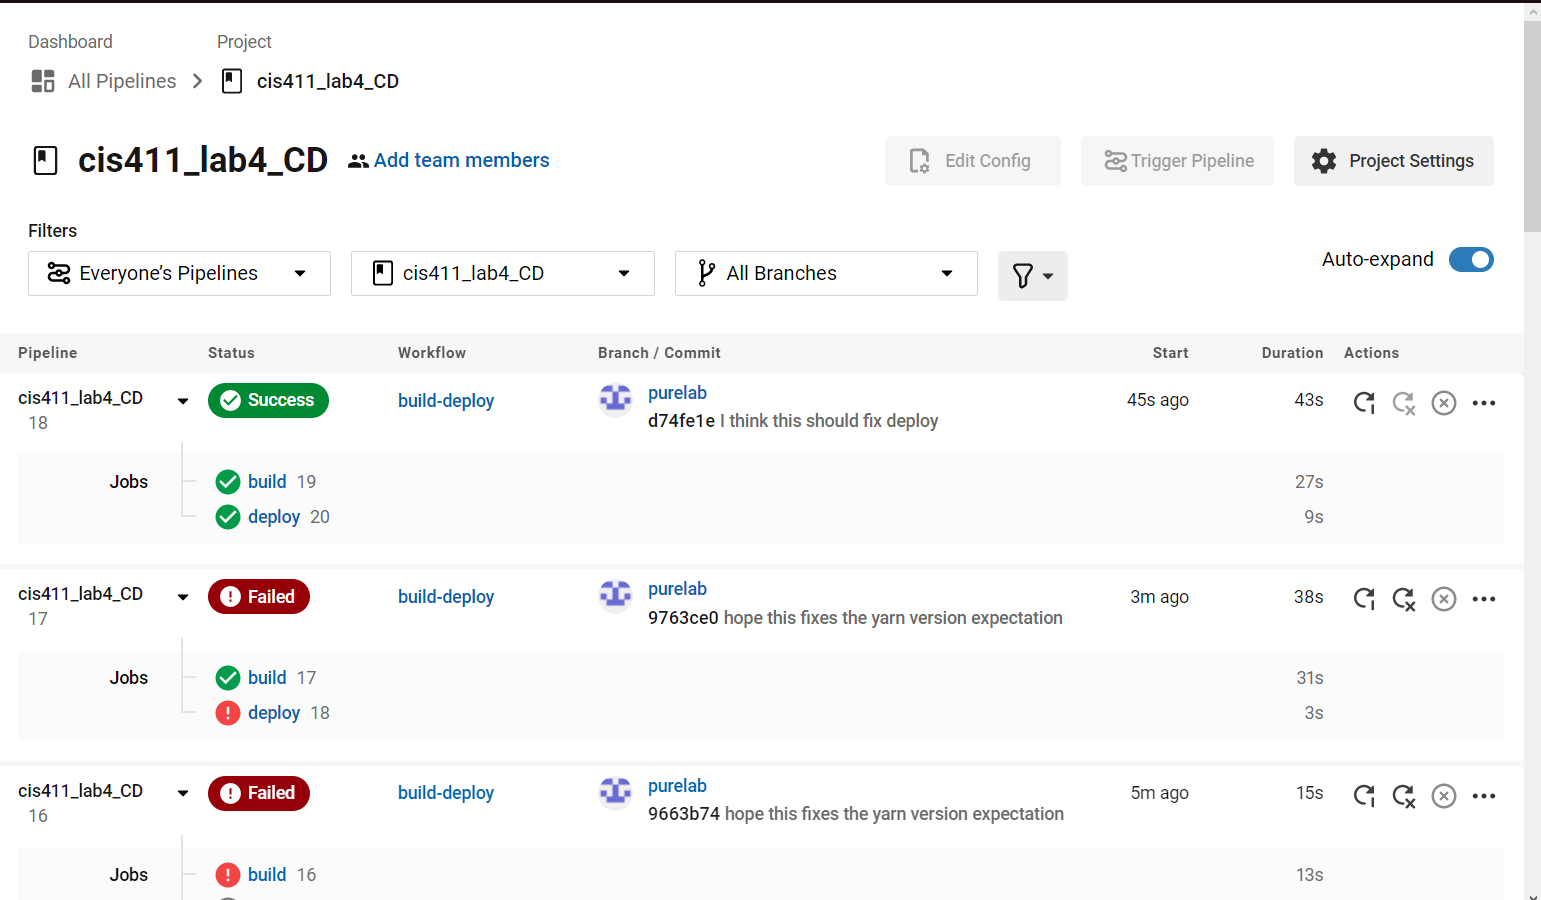 Dashboard Project
All Pipelines cis411_lab4_CD
cis411_lab4_CD Add team members Edit Config Trigger Pipeline Project Settings
Filters
Everyone’s Pipelines cis411_lab4_CD All Branches Auto-expand
Pipeline Status Workflow Branch / Commit Start Duration Actions
cis411_lab4_CD Success build-deploy purelab 45s ago 43s
18 d74fe1e I think this should fix deploy
Jobs build 19 27s
deploy 20 9s
cis411_lab4_CD Failed build-deploy purelab 3m ago 38s
17 9763ce0 hope this fixes the yarn version expectation
Jobs build 17 31s
deploy 18 3s
cis411_lab4_CD Failed build-deploy purelab 5m ago 15s
16 9663b74 hope this fixes the yarn version expectation
Jobs build 16 13s